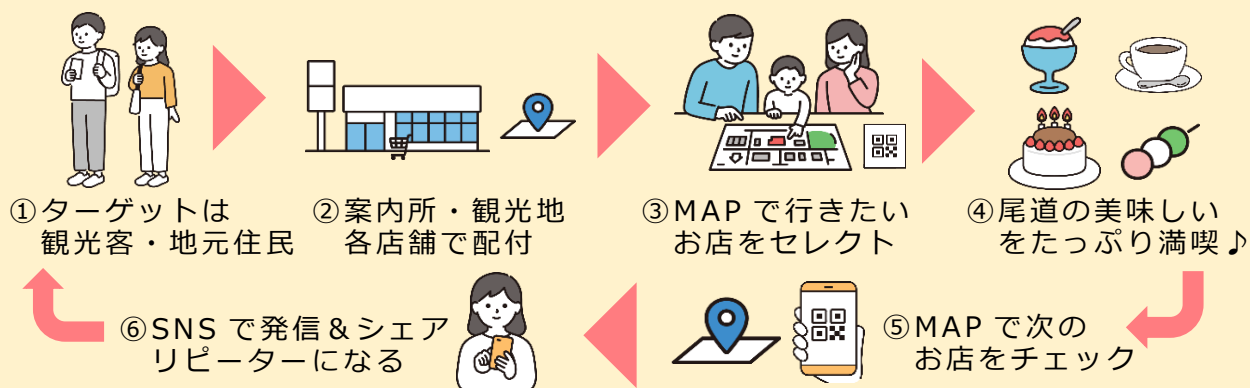 ①ターゲットは
観光客・地元住民
②案内所・観光地
各店舗で配付
③MAPで行きたい
お店をセレクト
④尾道の美味しい
をたっぷり満喫♪
⑤MAPで次の
お店をチェック
⑥SNSで発信＆シェア
リピーターになる